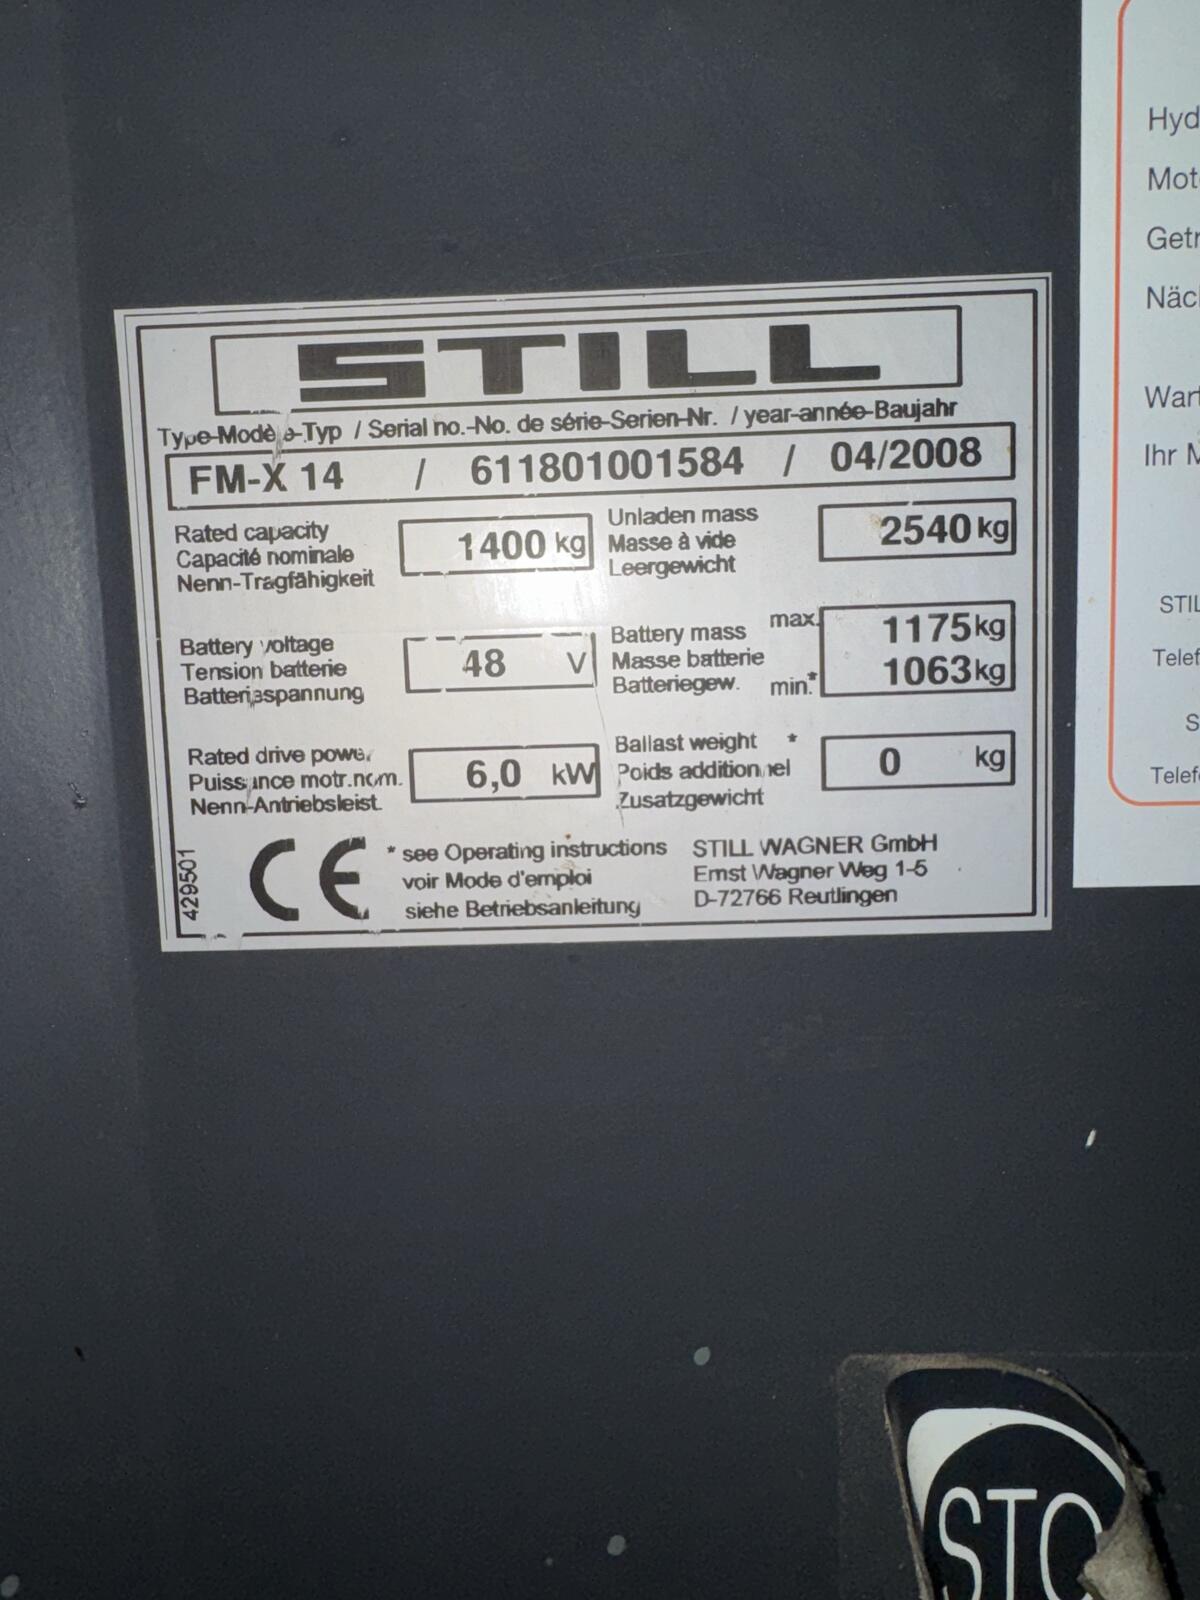 STILL
Type-Modèle-Typ / Serial no.-No. de série-Serien-Nr. / year-année-Baujahr
FM-X 14 / 611801001584 / 04/2008
Rated capacity
Capacité nominale
Nenn-Tragfähigkeit
1400 kg
Unladen mass
Masse à vide
Leergewicht
2540 kg
Battery voltage
Tension batterie
Batteriespannung
48 V
Battery mass max.
Masse batterie
Batteriegew. min.*
1175 kg
1063 kg
Rated drive power
Puissance motr.nom.
Nenn-Antriebsleist.
6,0 kW
Ballast weight *
Poids additionnel
Zusatzgewicht
0 kg
429501
CE
* see Operating instructions
voir Mode d'emploi
siehe Betriebsanleitung
STILL WAGNER GmbH
Ernst Wagner Weg 1-5
D-72766 Reutlingen
Hyd
Mot
Getr
Näc
War
Ihr
STIL
Telef
S
Telef
STO